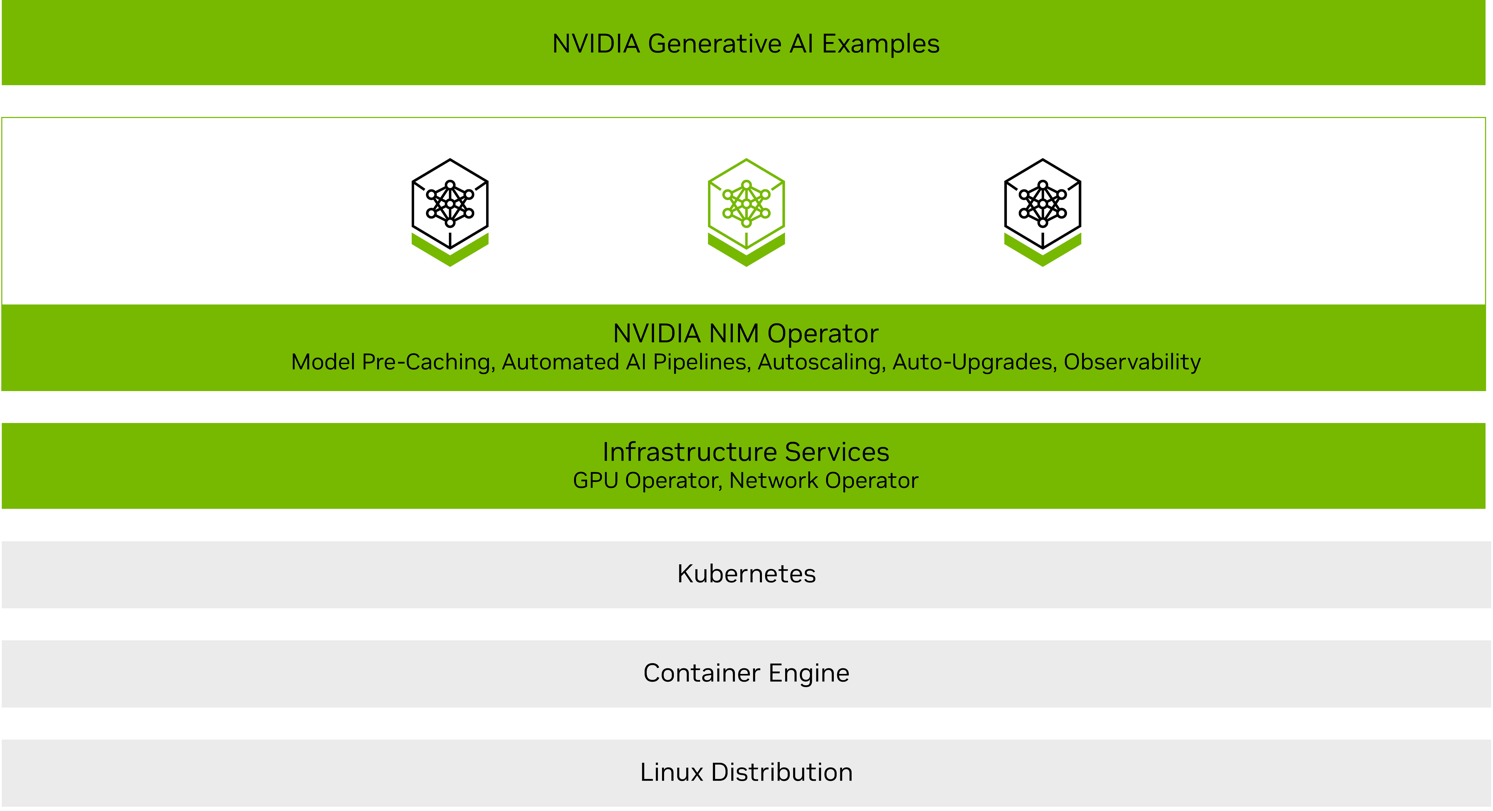 NVIDIA Generative AI Examples
NVIDIA NIM Operator
Model Pre-Caching, Automated AI Pipelines, Autoscaling, Auto-Upgrades, Observability
Infrastructure Services
GPU Operator, Network Operator
Kubernetes
Container Engine
Linux Distribution